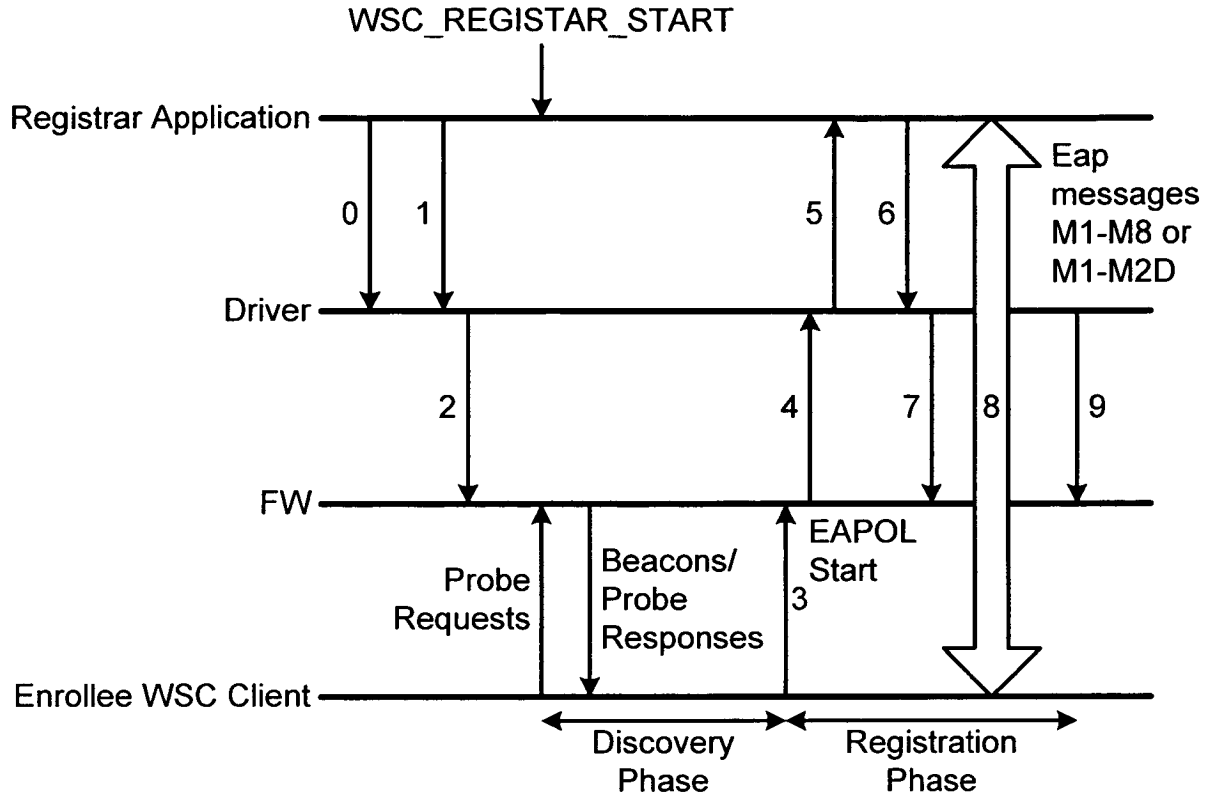 WSC_REGISTAR_START
Registrar Application
0
1
5
6
Eap
messages
M1-M8 or
M1-M2D
Driver
2
4
7
8
9
FW
Probe
Requests
Beacons/
Probe
Responses
3
EAPOL
Start
Enrollee WSC Client
Discovery
Phase
Registration
Phase